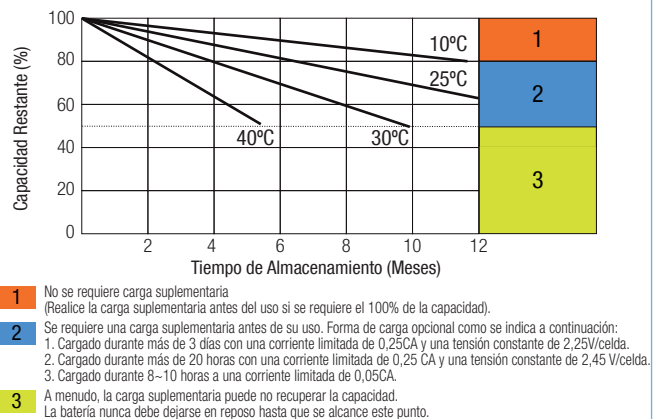 100
80
60
40
20
0
Capacidad Restante (%)
10ºC
25ºC
30ºC
40ºC
1
2
3
2
4
6
8
10
12
Tiempo de Almacenamiento (Meses)
1 No se requiere carga suplementaria
(Realice la carga suplementaria antes del uso si se requiere el 100% de la capacidad).
2 Se requiere una carga suplementaria antes de su uso. Forma de carga opcional como se indica a continuación:
1. Cargado durante más de 3 días con una corriente limitada de 0,25CA y una tensión constante de 2,25V/celda.
2. Cargado durante más de 20 horas con una corriente limitada de 0,25 CA y una tensión constante de 2,45 V/celda.
3. Cargado durante 8~10 horas a una corriente limitada de 0,05CA.
3 A menudo, la carga suplementaria puede no recuperar la capacidad.
La batería nunca debe dejarse en reposo hasta que se alcance este punto.